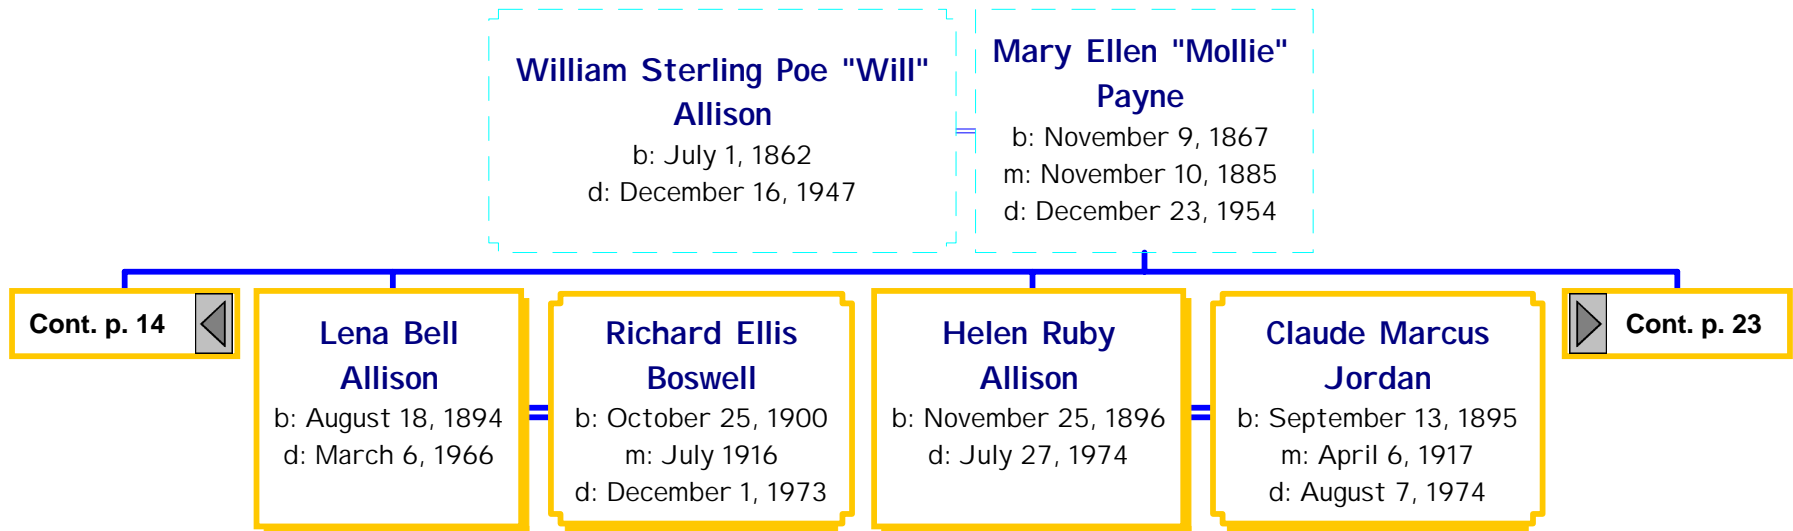 William Sterling Poe "Will"
Allison
b: July 1, 1862
d: December 16, 1947
Mary Ellen "Mollie"
Payne
b: November 9, 1867
m: November 10, 1885
d: December 23, 1954
Cont. p. 14
Lena Bell
Allison
b: August 18, 1894
d: March 6, 1966
Richard Ellis
Boswell
b: October 25, 1900
m: July 1916
d: December 1, 1973
Helen Ruby
Allison
b: November 25, 1896
d: July 27, 1974
Claude Marcus
Jordan
b: September 13, 1895
m: April 6, 1917
d: August 7, 1974
Cont. p. 23